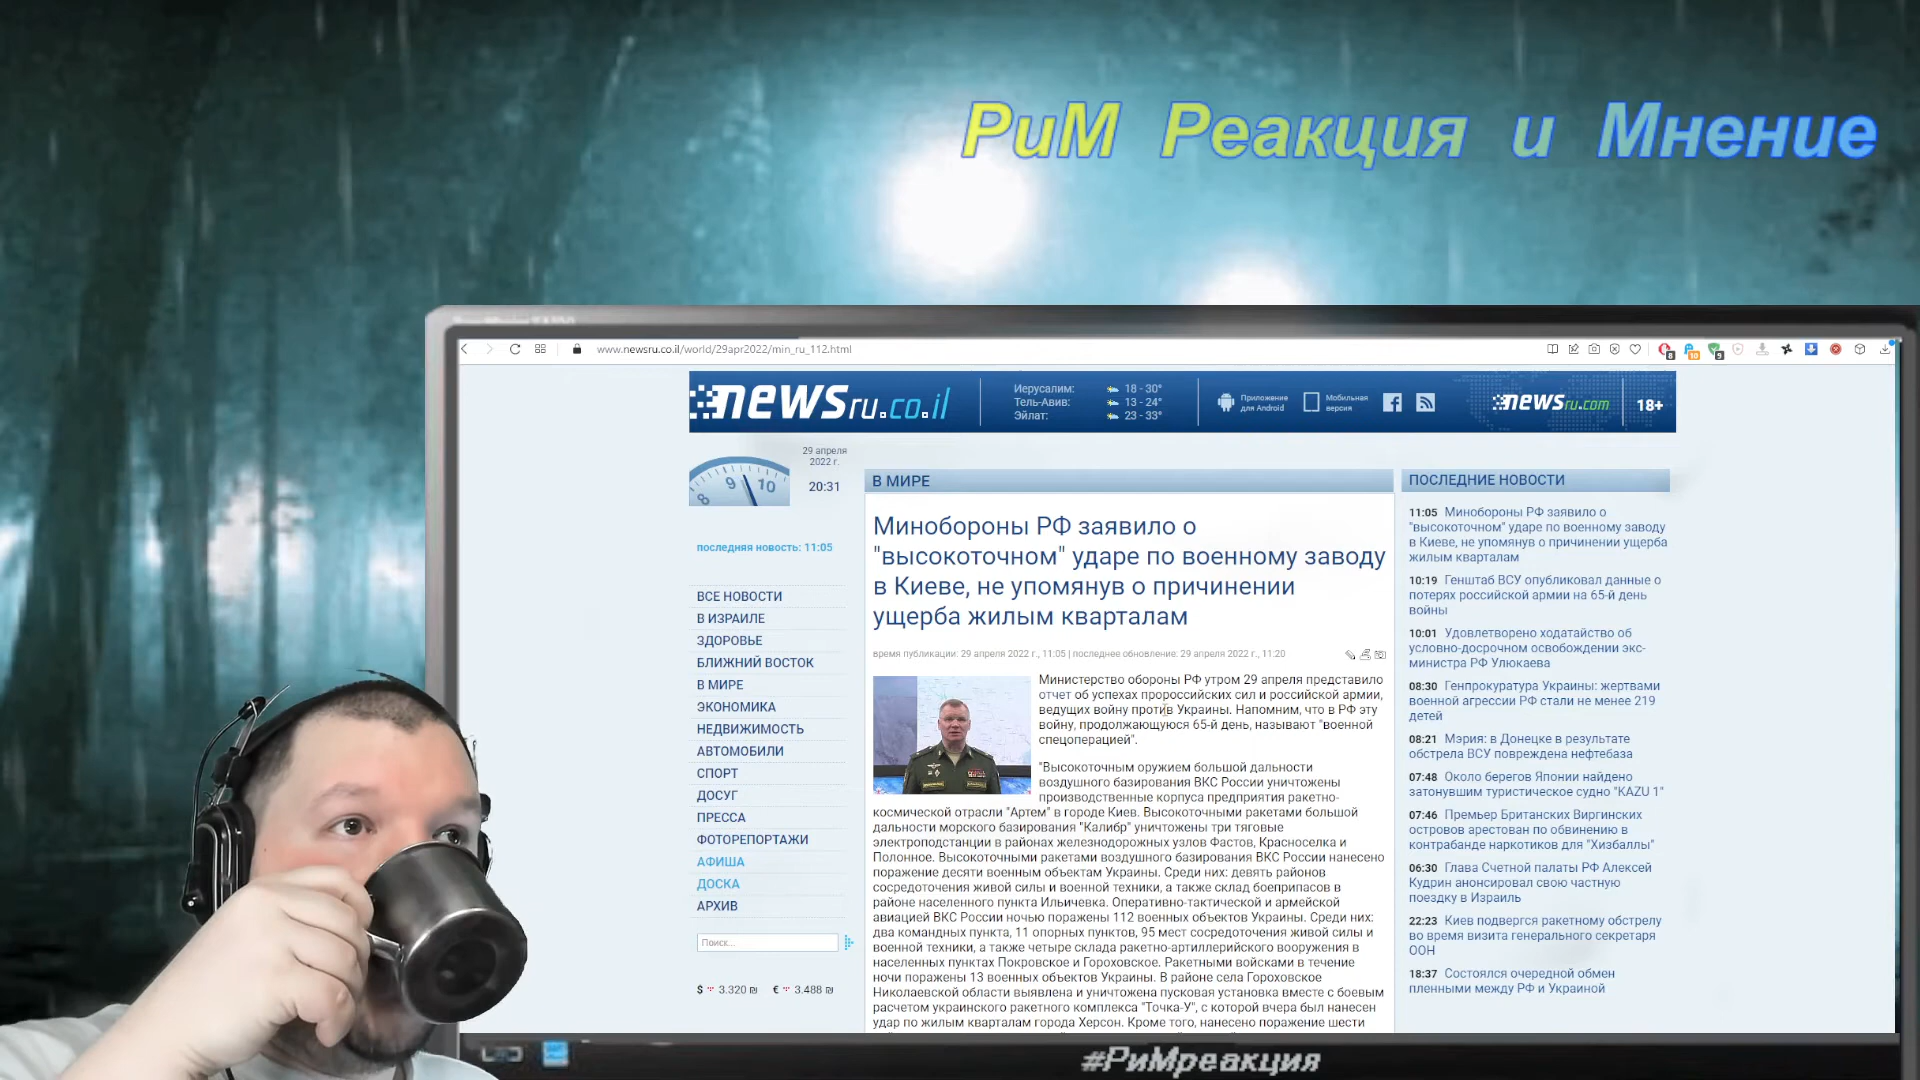 РиМ Реакция и Мнение
www.newsru.co.il/world/29apr2022/min_ru_112.html
8
10
9
NEWSru.co.il
Иерусалим: 18 - 30°
Тель-Авив: 13 - 24°
Эйлат: 23 - 33°
Приложение
для Android
Мобильная
версия
NEWSru.com
18+
29 апреля
2022 г.
20:31
8 9 10
последняя новость: 11:05
ВСЕ НОВОСТИ
В ИЗРАИЛЕ
ЗДОРОВЬЕ
БЛИЖНИЙ ВОСТОК
В МИРЕ
ЭКОНОМИКА
НЕДВИЖИМОСТЬ
АВТОМОБИЛИ
СПОРТ
ДОСУГ
ПРЕССА
ФОТОРЕПОРТАЖИ
АФИША
ДОСКА
АРХИВ
Поиск...
$ 3.320 ₪ € 3.488 ₪
В МИРЕ
Минобороны РФ заявило о
"высокоточном" ударе по военному заводу
в Киеве, не упомянув о причинении
ущерба жилым кварталам
время публикации: 29 апреля 2022 г., 11:05 | последнее обновление: 29 апреля 2022 г., 11:20
Министерство обороны РФ утром 29 апреля представило
отчет об успехах пророссийских сил и российской армии,
ведущих войну против Украины. Напомним, что в РФ эту
войну, продолжающуюся 65-й день, называют "военной
спецоперацией".
"Высокоточным оружием большой дальности
воздушного базирования ВКС России уничтожены
производственные корпуса предприятия ракетно-
космической отрасли "Артем" в городе Киев. Высокоточными ракетами большой
дальности морского базирования "Калибр" уничтожены три тяговые
электроподстанции в районах железнодорожных узлов Фастов, Красноселка и
Полонное. Высокоточными ракетами воздушного базирования ВКС России нанесено
поражение десяти военным объектам Украины. Среди них: девять районов
сосредоточения живой силы и военной техники, а также склад боеприпасов в
районе населенного пункта Ильичевка. Оперативно-тактической и армейской
авиацией ВКС России ночью поражены 112 военных объектов Украины. Среди них:
два командных пункта, 11 опорных пунктов, 95 мест сосредоточения живой силы и
военной техники, а также четыре склада ракетно-артиллерийского вооружения в
населенных пунктах Покровское и Гороховское. Ракетными войсками в течение
ночи поражены 13 военных объектов Украины. В районе села Гороховское
Николаевской области выявлена и уничтожена пусковая установка вместе с боевым
расчетом украинского ракетного комплекса "Точка-У", с которой вчера был нанесен
удар по жилым кварталам города Херсон. Кроме того, нанесено поражение шести
ПОСЛЕДНИЕ НОВОСТИ
11:05 Минобороны РФ заявило о
"высокоточном" ударе по военному заводу
в Киеве, не упомянув о причинении ущерба
жилым кварталам
10:19 Генштаб ВСУ опубликовал данные о
потерях российской армии на 65-й день
войны
10:01 Удовлетворено ходатайство об
условно-досрочном освобождении экс-
министра РФ Улюкаева
08:30 Генпрокуратура Украины: жертвами
военной агрессии РФ стали не менее 219
детей
08:21 Мэрия: в Донецке в результате
обстрела ВСУ повреждена нефтебаза
07:48 Около берегов Японии найдено
затонувшим туристическое судно "KAZU 1"
07:46 Премьер Британских Виргинских
островов арестован по обвинению в
контрабанде наркотиков для "Хизбаллы"
06:30 Глава Счетной палаты РФ Алексей
Кудрин анонсировал свою частную
поездку в Израиль
22:23 Киев подвергся ракетному обстрелу
во время визита генерального секретаря
ООН
18:37 Состоялся очередной обмен
пленными между РФ и Украиной
#РиМреакция